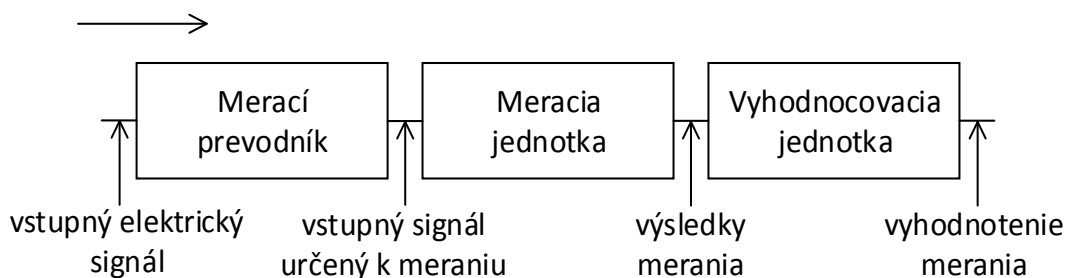 Merací
prevodník
Meracia
jednotka
Vyhodnocovacia
jednotka
vstupný elektrický
signál
vstupný signál
určený k meraniu
výsledky
merania
vyhodnotenie
merania